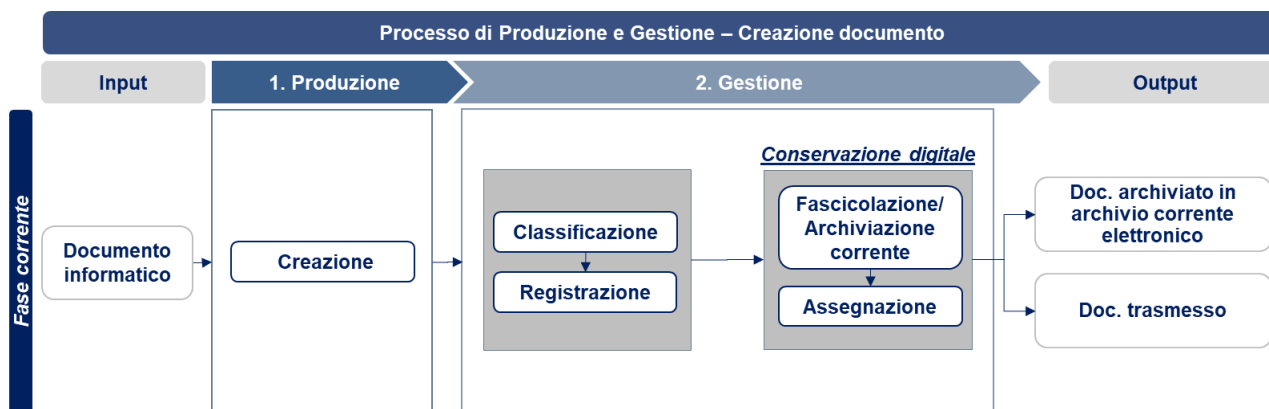 Processo di Produzione e Gestione – Creazione documento
Input
1. Produzione
2. Gestione
Output
Fase corrente
Documento
informatico
Creazione
Classificazione
Registrazione
Conservazione digitale
Fascicolazione/
Archiviazione
corrente
Assegnazione
Doc. archiviato in
archivio corrente
elettronico
Doc. trasmesso